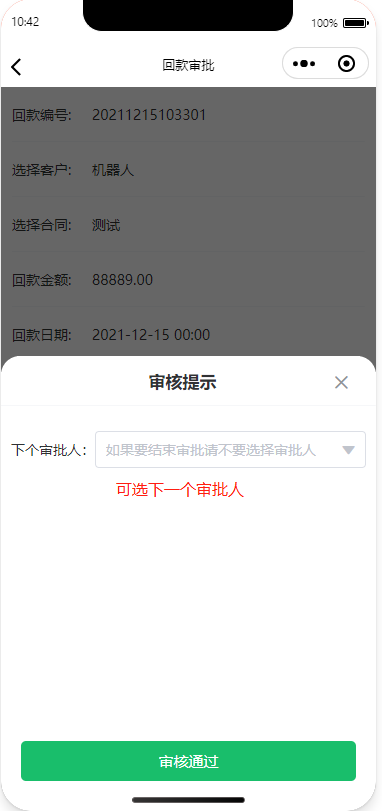 10:42
100%
回款审批
回款编号: 20211215103301
选择客户: 机器人
选择合同: 测试
回款金额: 88889.00
回款日期: 2021-12-15 00:00
审核提示
下个审批人: 如果要结束审批请不要选择审批人
可选下一个审批人
审核通过